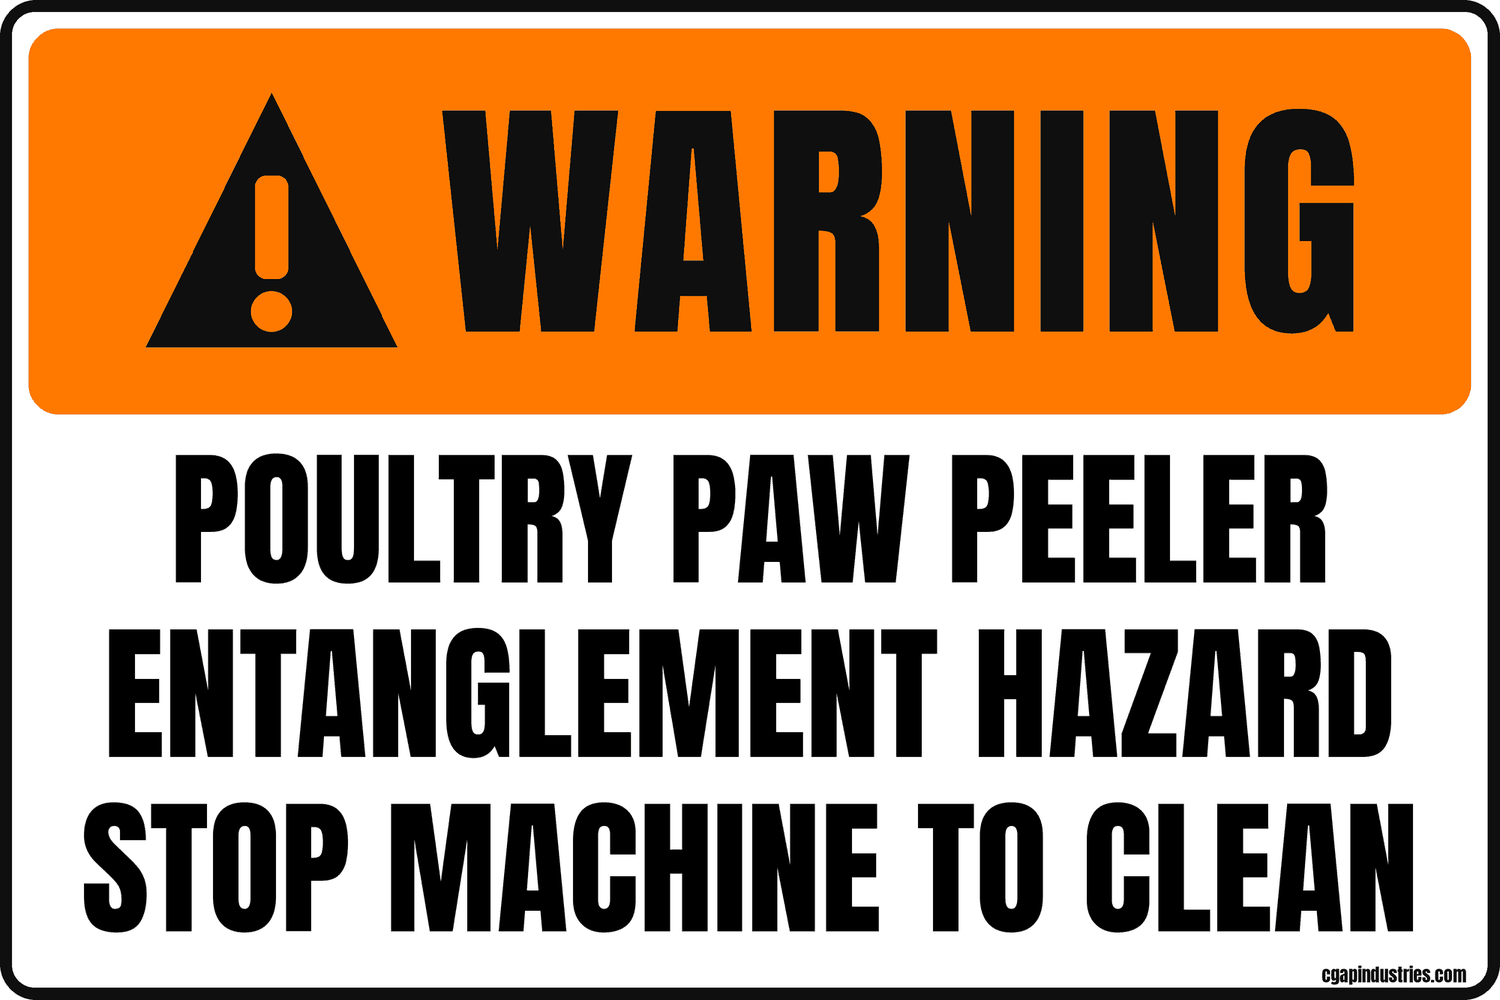 WARNING
POULTRY PAW PEELER
ENTANGLEMENT HAZARD
STOP MACHINE TO CLEAN
cgapindustries.com